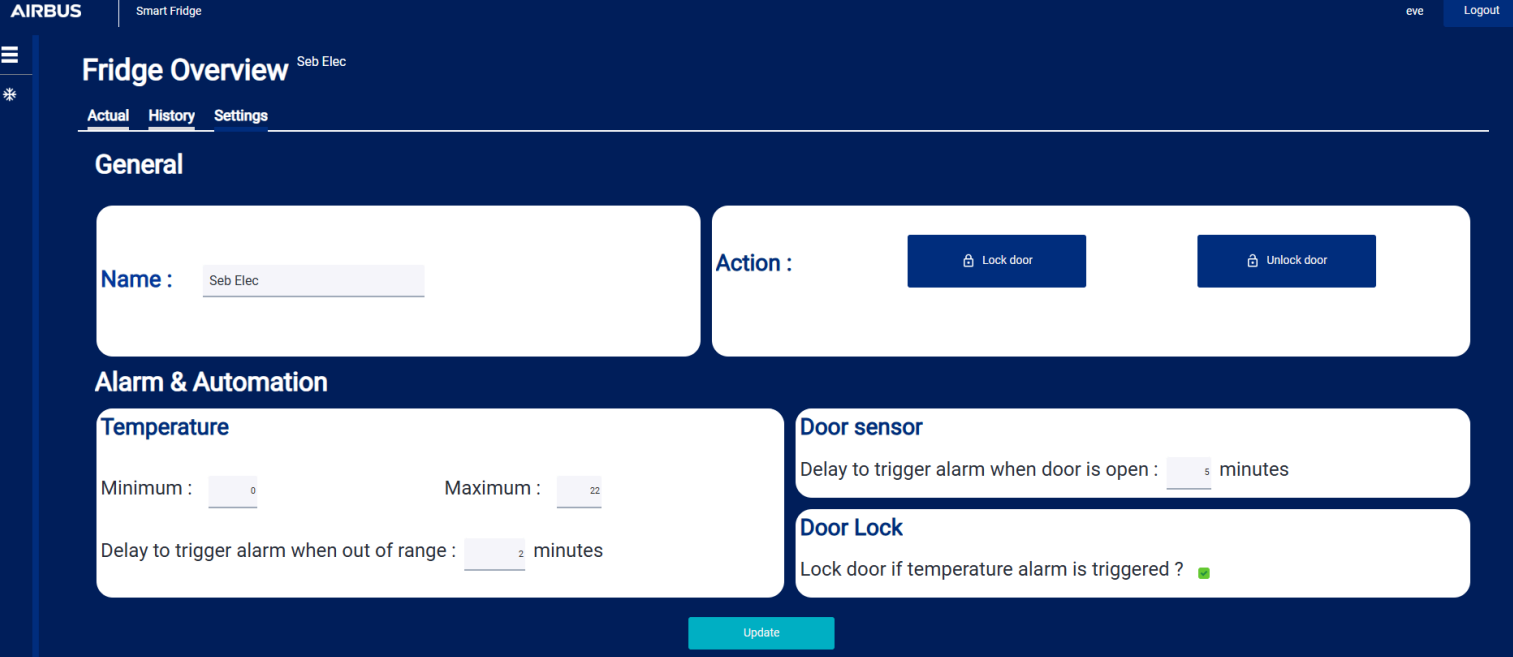 AIRBUS
Smart Fridge
eve
Logout
Fridge Overview Seb Elec
Actual History Settings
General
Name : Seb Elec
Action : Lock door Unlock door
Alarm & Automation
Temperature
Minimum : 0 Maximum : 22
Delay to trigger alarm when out of range : 2 minutes
Door sensor
Delay to trigger alarm when door is open : 5 minutes
Door Lock
Lock door if temperature alarm is triggered ?
Update